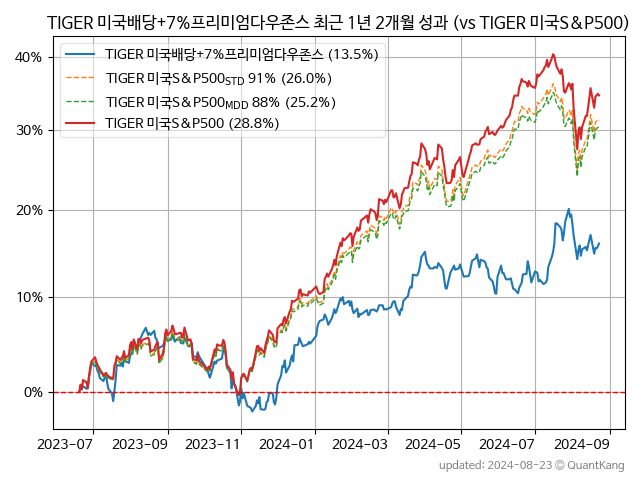 TIGER 미국배당+7%프리미엄다우존스 최근 1년 2개월 성과 (vs TIGER 미국S&P500)
TIGER 미국배당+7%프리미엄다우존스 (13.5%)
TIGER 미국S&P500STD 91% (26.0%)
TIGER 미국S&P500MDD 88% (25.2%)
TIGER 미국S&P500 (28.8%)
40%
30%
20%
10%
0%
2023-07 2023-09 2023-11 2024-01 2024-03 2024-05 2024-07 2024-09
updated: 2024-08-23 © QuantKang